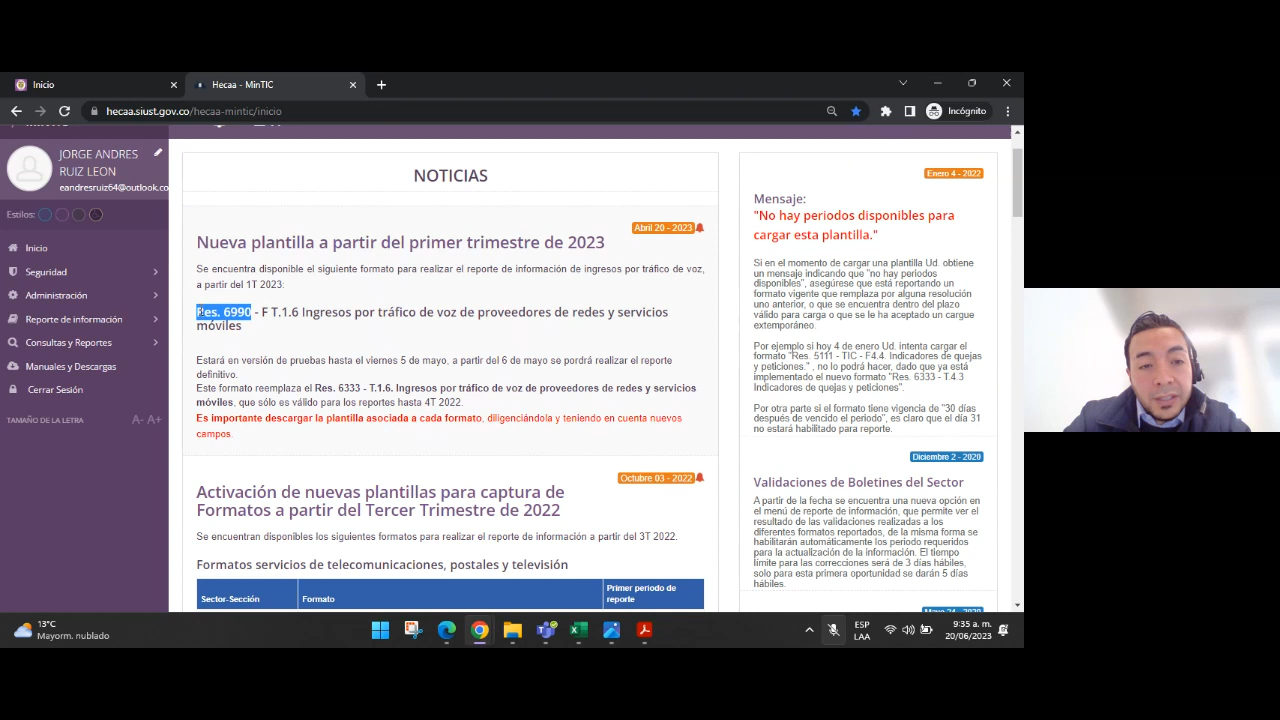 Inicio
Hecaa - MinTIC
hecaa.siust.gov.co/hecaa-mintic/inicio
Incógnito
JORGE ANDRES
RUIZ LEON
eandresruiz64@outlook.co
Estilos:
Inicio
Seguridad
Administración
Reporte de información
Consultas y Reportes
Manuales y Descargas
Cerrar Sesión
TAMAÑO DE LA LETRA
A- A+
NOTICIAS
Abril 20 - 2023
Nueva plantilla a partir del primer trimestre de 2023
Se encuentra disponible el siguiente formato para realizar el reporte de información de ingresos por tráfico de voz,
a partir del 1T 2023:
Res. 6990 - F T.1.6 Ingresos por tráfico de voz de proveedores de redes y servicios
móviles
Estará en versión de pruebas hasta el viernes 5 de mayo, a partir del 6 de mayo se pordrá realizar el reporte
definitivo.
Este formato reemplaza el Res. 6333 - T.1.6. Ingresos por tráfico de voz de proveedores de redes y servicios
móviles, que sólo es válido para los reportes hasta 4T 2022.
Es importante descargar la plantilla asociada a cada formato, diligenciándola y teniendo en cuenta nuevos
campos.
Octubre 03 - 2022
Activación de nuevas plantillas para captura de
Formatos a partir del Tercer Trimestre de 2022
Se encuentran disponibles los siguientes formatos para realizar el reporte de información a partir del 3T 2022.
Formatos servicios de telecomunicaciones, postales y televisión
Sector-Sección
Formato
Primer periodo de
reporte
Enero 4 - 2022
Mensaje:
"No hay periodos disponibles para
cargar esta plantilla."
Si en el momento de cargar una plantilla Ud. obtiene
un mensaje indicando que "no hay periodos
disponibles", asegúrese que está reportando un
formato vigente que remplaza por alguna resolución
uno anterior, o que se encuentra dentro del plazo
válido para carga o que se le ha aceptado un cargue
extemporáneo.
Por ejemplo si hoy 4 de enero Ud. intenta cargar el
formato "Res. 5111 - TIC - F4.4. Indicadores de quejas
y peticiones." , no lo podrá hacer, dado que ya está
implementado el nuevo formato "Res. 6333 - T.4.3
Indicadores de quejas y peticiones".
Por otra parte si el formato tiene vigencia de "30 días
después de vencido el periodo", es claro que el día 31
no estará habilitado para reporte.
Diciembre 2 - 2020
Validaciones de Boletines del Sector
A partir de la fecha se encuentra una nueva opción en
el menú de reporte de información, que permite ver el
resultado de las validaciones realizadas a los
diferentes formatos reportados, de la misma forma se
habilitarán automáticamente los periodo requeridos
para la actualización de la información. El tiempo
límite para las correcciones será de 3 días hábiles,
solo para esta primera oportunidad se darán 5 días
hábiles.
13°C
Mayorm. nublado
ESP
LAA
9:35 a. m.
20/06/2023